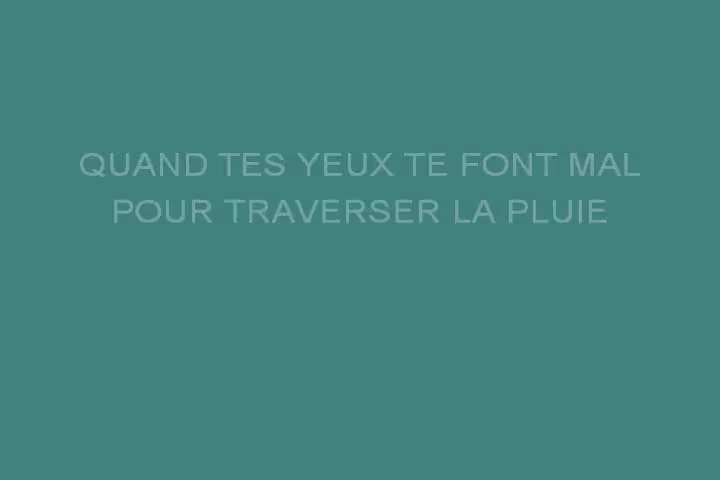 QUAND TES YEUX TE FONT MAL
POUR TRAVERSER LA PLUIE